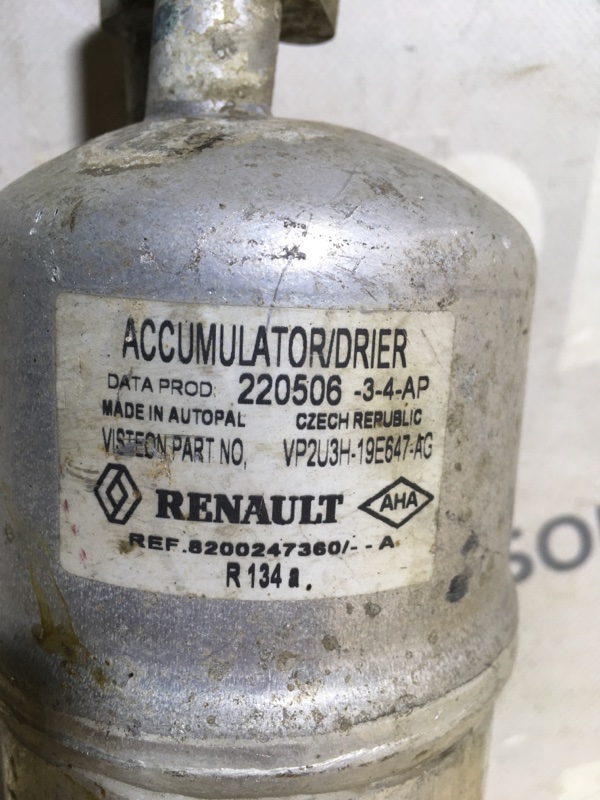 ACCUMULATOR/DRIER
DATA PROD: 220506 -3-4-AP
MADE IN AUTOPAL CZECH RERUBLIC
VISTEON PART NO, VP2U3H-19E647-AG
RENAULT AHA
REF.8200247360/--A
R 134 a.